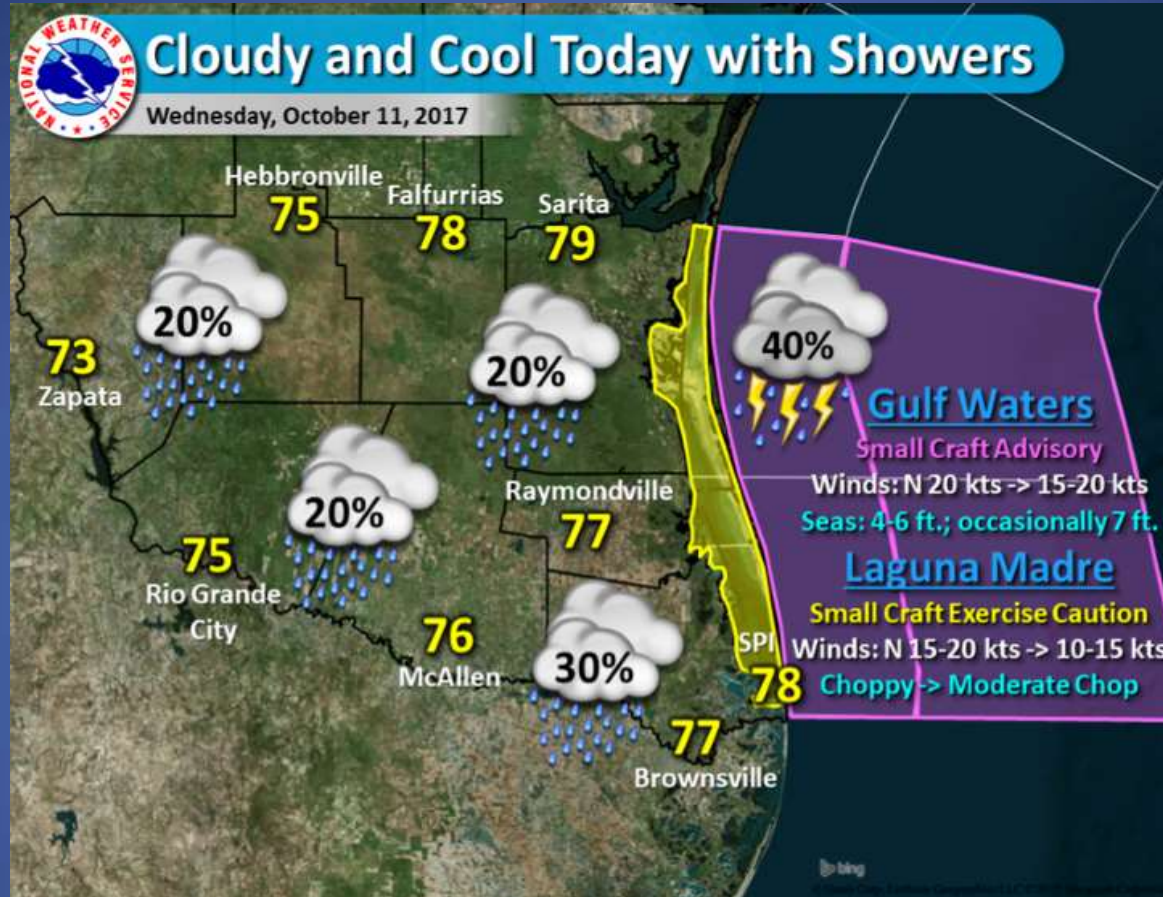 NATIONAL WEATHER SERVICE
Cloudy and Cool Today with Showers
Wednesday, October 11, 2017
Hebbronville
75
Falfurrias
78
Sarita
79
20%
20%
40%
73
Zapata
Gulf Waters
Small Craft Advisory
Winds: N 20 kts -> 15-20 kts
Seas: 4-6 ft.; occasionally 7 ft.
20%
Raymondville
77
75
Rio Grande
City
Laguna Madre
Small Craft Exercise Caution
Winds: N 15-20 kts -> 10-15 kts
Choppy -> Moderate Chop
76
McAllen
30%
SPI
78
77
Brownsville
bing